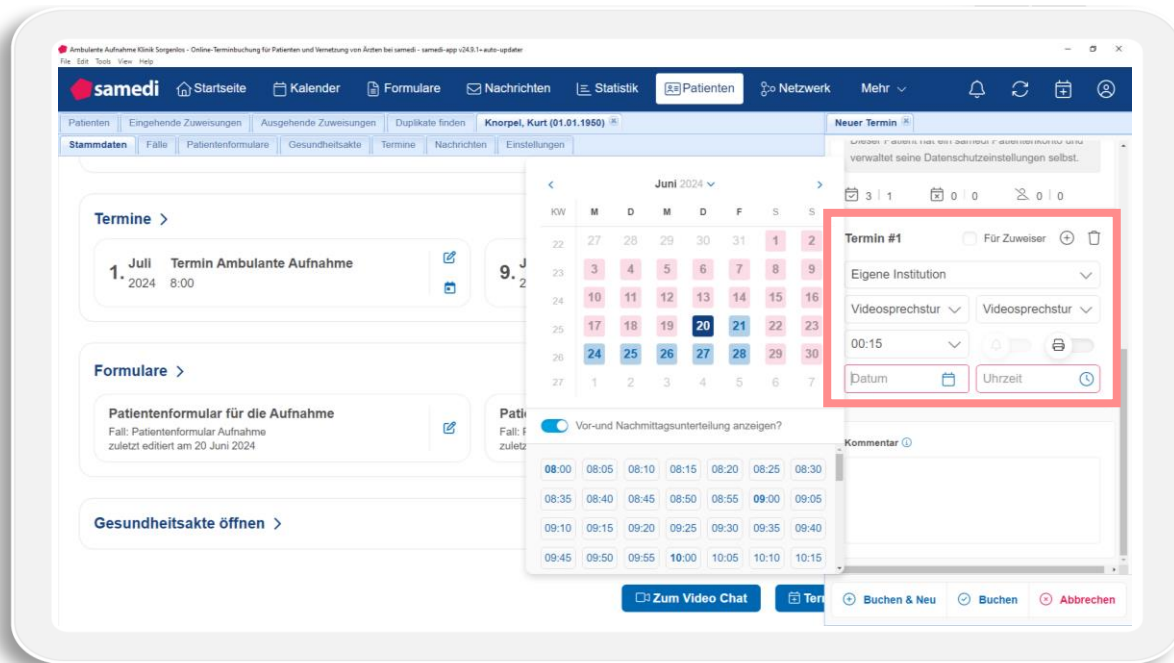 Ambulante Aufnahme Klinik Sorgenlos - Online-Terminbuchung für Patienten und Vernetzung von Ärzten bei samedi - samedi-app v24.9.1+auto-updater
File Edit Tools View Help
samedi Startseite Kalender Formulare Nachrichten Statistik Patienten Netzwerk Mehr
Patienten Eingehende Zuweisungen Ausgehende Zuweisungen Duplikate finden Knorpel, Kurt (01.01.1950)
Stammdaten Fälle Patientenformulare Gesundheitsakte Termine Nachrichten Einstellungen
Termine >
1. Juli 2024 Termin Ambulante Aufnahme
8:00
9. J
2
Formulare >
Patientenformular für die Aufnahme
Fall: Patientenformular Aufnahme
zuletzt editiert am 20 Juni 2024
Pati
Fall: F
zuletz
Gesundheitsakte öffnen >
Zum Video Chat Terr
< Juni 2024 >
KW M D M D F S S
22 27 28 29 30 31 1 2
23 3 4 5 6 7 8 9
24 10 11 12 13 14 15 16
25 17 18 19 20 21 22 23
26 24 25 26 27 28 29 30
27 1 2 3 4 5 6 7
Vor-und Nachmittagsunterteilung anzeigen?
08:00 08:05 08:10 08:15 08:20 08:25 08:30
08:35 08:40 08:45 08:50 08:55 09:00 09:05
09:10 09:15 09:20 09:25 09:30 09:35 09:40
09:45 09:50 09:55 10:00 10:05 10:10 10:15
Neuer Termin
Dieser Patient hat ein samedi Patientenkonto und
verwaltet seine Datenschutzeinstellungen selbst.
3 | 1 0 | 0 0 | 0
Termin #1 Für Zuweiser
Eigene Institution
Videosprechstur Videosprechstur
00:15
Datum Uhrzeit
Kommentar
Buchen & Neu Buchen Abbrechen